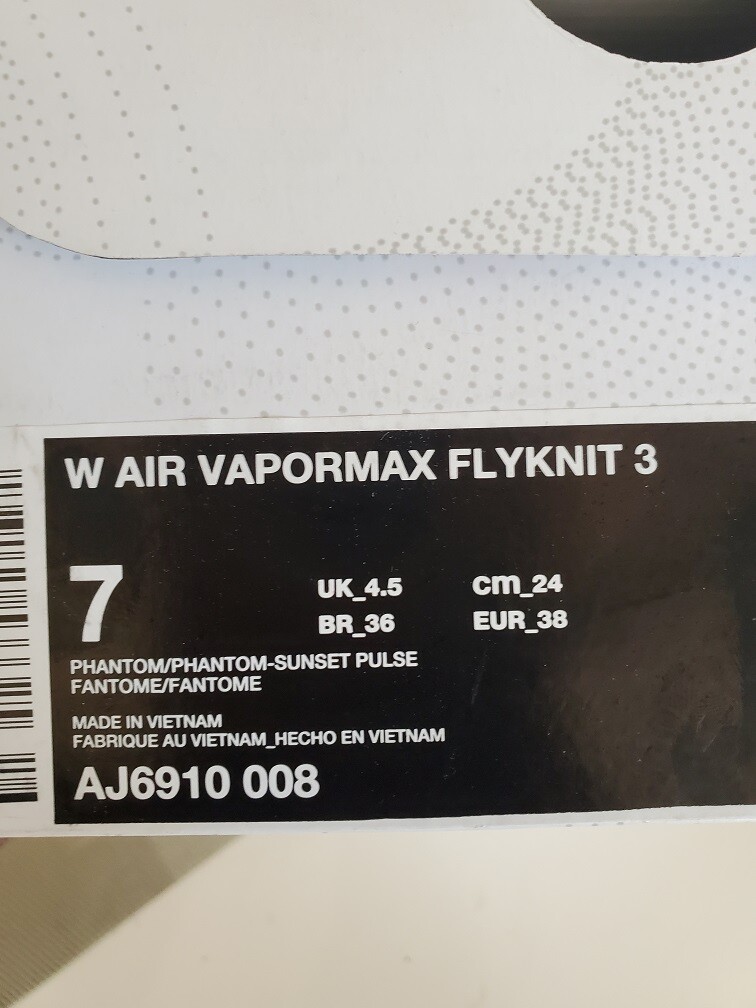 W AIR VAPORMAX FLYKNIT 3
7
UK_4.5 cm_24
BR_36 EUR_38
PHANTOM/PHANTOM-SUNSET PULSE
FANTOME/FANTOME
MADE IN VIETNAM
FABRIQUE AU VIETNAM_HECHO EN VIETNAM
AJ6910 008